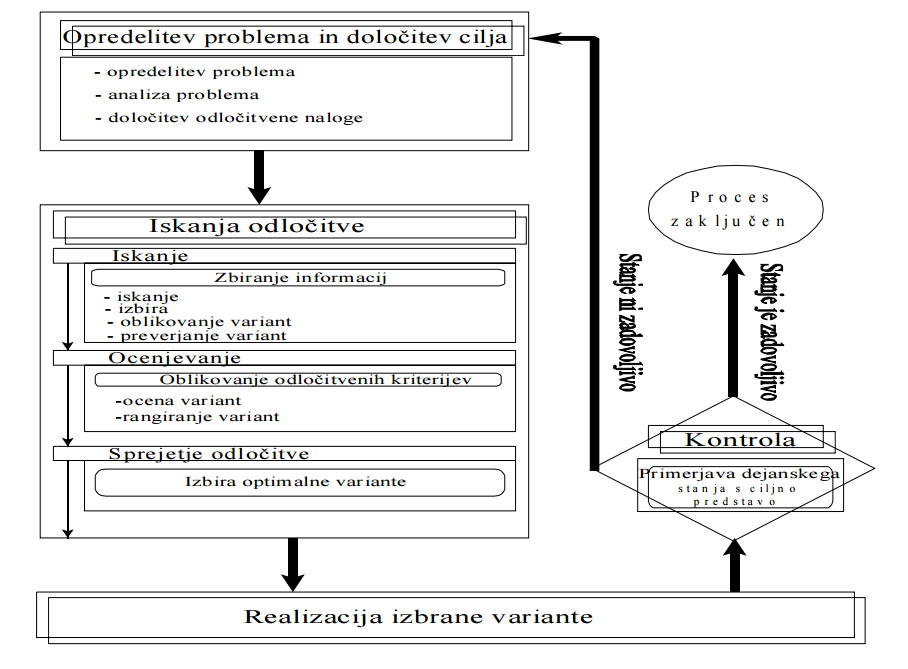 Opredelitev problema in določitev cilja
- opredelitev problema
- analiza problema
- določitev odločitvene naloge
Iskanja odločitve
Iskanje
Zbiranje informacij
- iskanje
- izbira
- oblikovanje variant
- preverjanje variant
Ocenjevanje
Oblikovanje odločitvenih kriterijev
-ocena variant
-rangiranje variant
Sprejetje odločitve
Izbira optimalne variante
Realizacija izbrane variante
Kontrola
Primerjava dejanskega
stanja s ciljno
predstavo
Stanje ni zadovoljivo
Stanje je zadovoljivo
Proces
zaključen